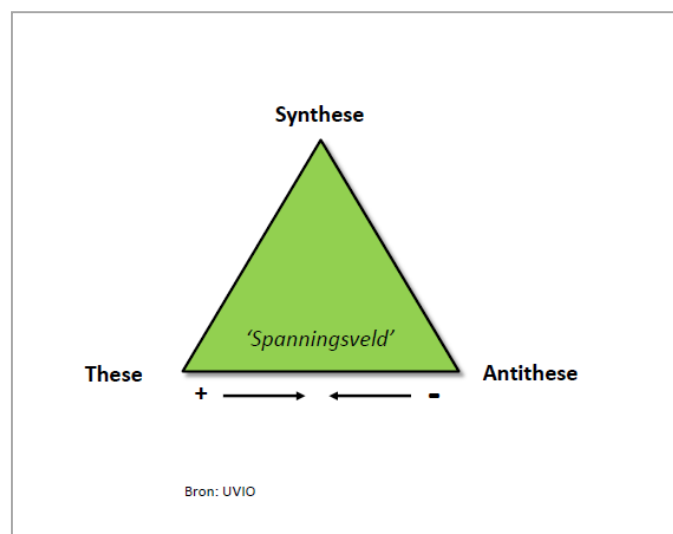 Synthese
‘Spanningsveld’
These
Antithese
+
-
Bron: UVIO